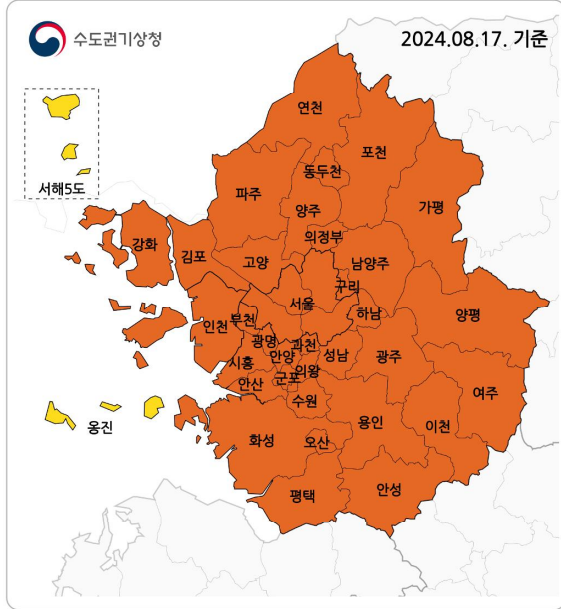 수도권기상청
2024.08.17. 기준
서해5도
연천
포천
동두천
파주
양주
가평
의정부
강화
김포
고양
남양주
구리
서울
인천
부천
하남
양평
광명
과천
안양
성남
광주
시흥
의왕
안산
군포
여주
수원
용인
이천
옹진
화성
오산
평택
안성